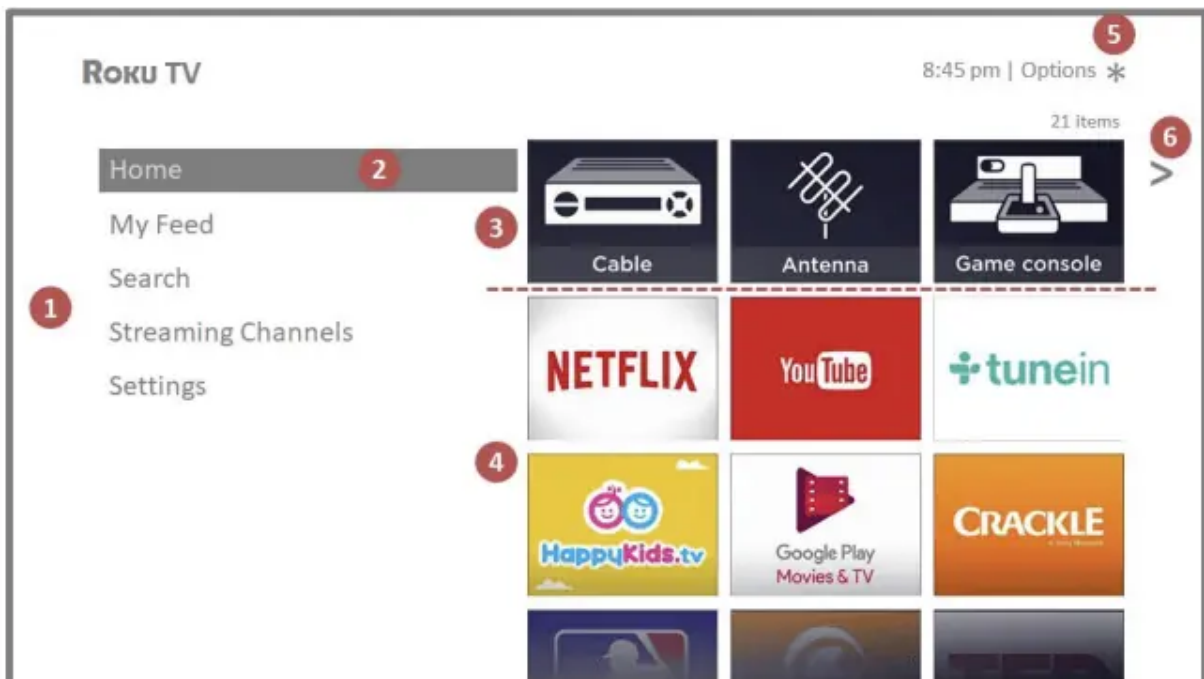 5
ROKU TV
8:45 pm | Options *
21 items
6
>
Home 2
My Feed
3
Search
1
Streaming Channels
Settings
Cable
Antenna
Game console
NETFLIX
YouTube
tunein
4
HappyKids.tv
Google Play
Movies & TV
CRACKLE